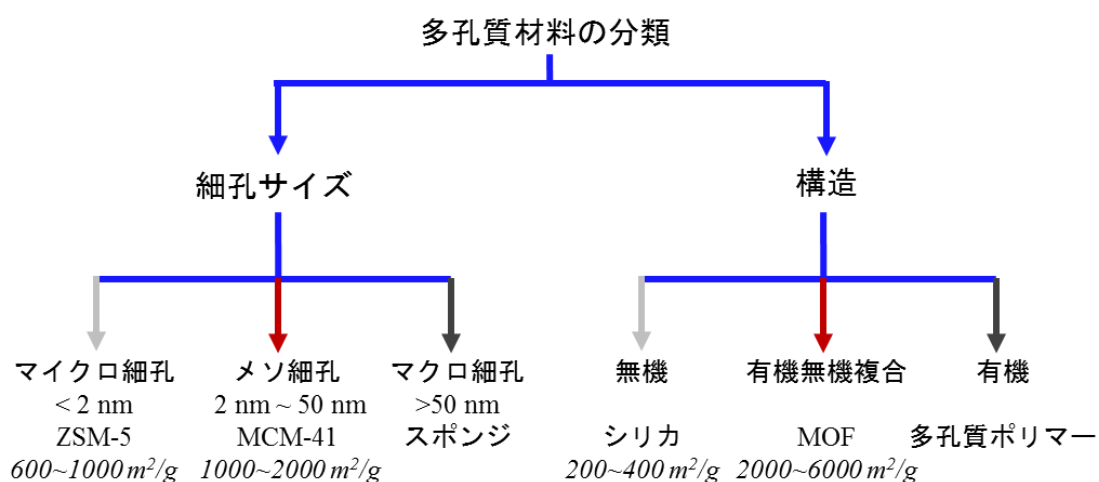 多孔質材料の分類
細孔サイズ
構造
マイクロ細孔
< 2 nm
ZSM-5
600~1000 m²/g
メソ細孔
2 nm ~ 50 nm
MCM-41
1000~2000 m²/g
マクロ細孔
>50 nm
スポンジ
無機
シリカ
200~400 m²/g
有機無機複合
MOF
2000~6000 m²/g
有機
多孔質ポリマー